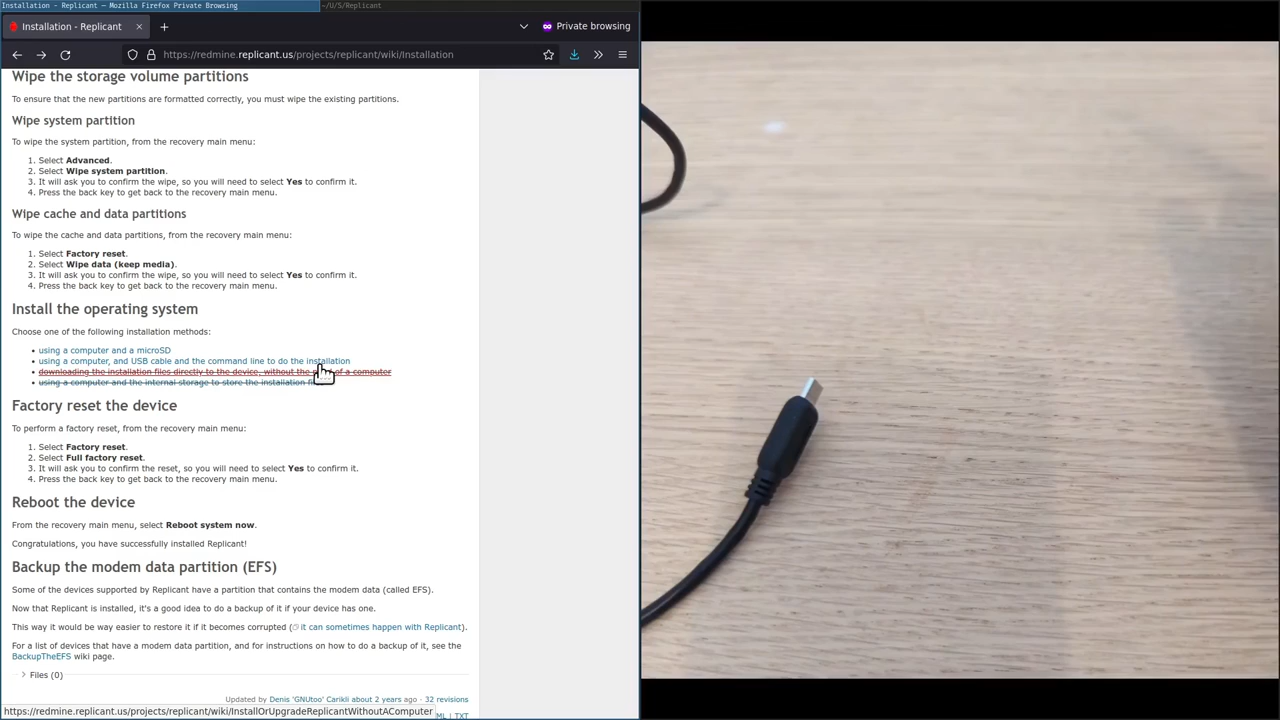 Installation - Replicant — Mozilla Firefox Private Browsing
~/U/S/Replicant
Installation - Replicant
Private browsing
https://redmine.replicant.us/projects/replicant/wiki/Installation
Wipe the storage volume partitions
To ensure that the new partitions are formatted correctly, you must wipe the existing partitions.
Wipe system partition
To wipe the system partition, from the recovery main menu:
1. Select Advanced.
2. Select Wipe system partition.
3. It will ask you to confirm the wipe, so you will need to select Yes to confirm it.
4. Press the back key to get back to the recovery main menu.
Wipe cache and data partitions
To wipe the cache and data partitions, from the recovery main menu:
1. Select Factory reset.
2. Select Wipe data (keep media).
3. It will ask you to confirm the wipe, so you will need to select Yes to confirm it.
4. Press the back key to get back to the recovery main menu.
Install the operating system
Choose one of the following installation methods:
• using a computer and a microSD
• using a computer, and USB cable and the command line to do the installation
• downloading the installation files directly to the device, without the of a computer
• using a computer and the internal storage to store the installation
Factory reset the device
To perform a factory reset, from the recovery main menu:
1. Select Factory reset.
2. Select Full factory reset.
3. It will ask you to confirm the reset, so you will need to select Yes to confirm it.
4. Press the back key to get back to the recovery main menu.
Reboot the device
From the recovery main menu, select Reboot system now.
Congratulations, you have successfully installed Replicant!
Backup the modem data partition (EFS)
Some of the devices supported by Replicant have a partition that contains the modem data (called EFS).
Now that Replicant is installed, it's a good idea to do a backup of it if your device has one.
This way it would be way easier to restore it if it becomes corrupted (it can sometimes happen with Replicant).
For a list of devices that have a modem data partition, and for instructions on how to do a backup of it, see the
BackupTheEFS wiki page.
Files (0)
Updated by Denis 'GNUtoo' Carikli about 2 years ago · 32 revisions
https://redmine.replicant.us/projects/replicant/wiki/InstallOrUpgradeReplicantWithoutAComputer
ML | TXT